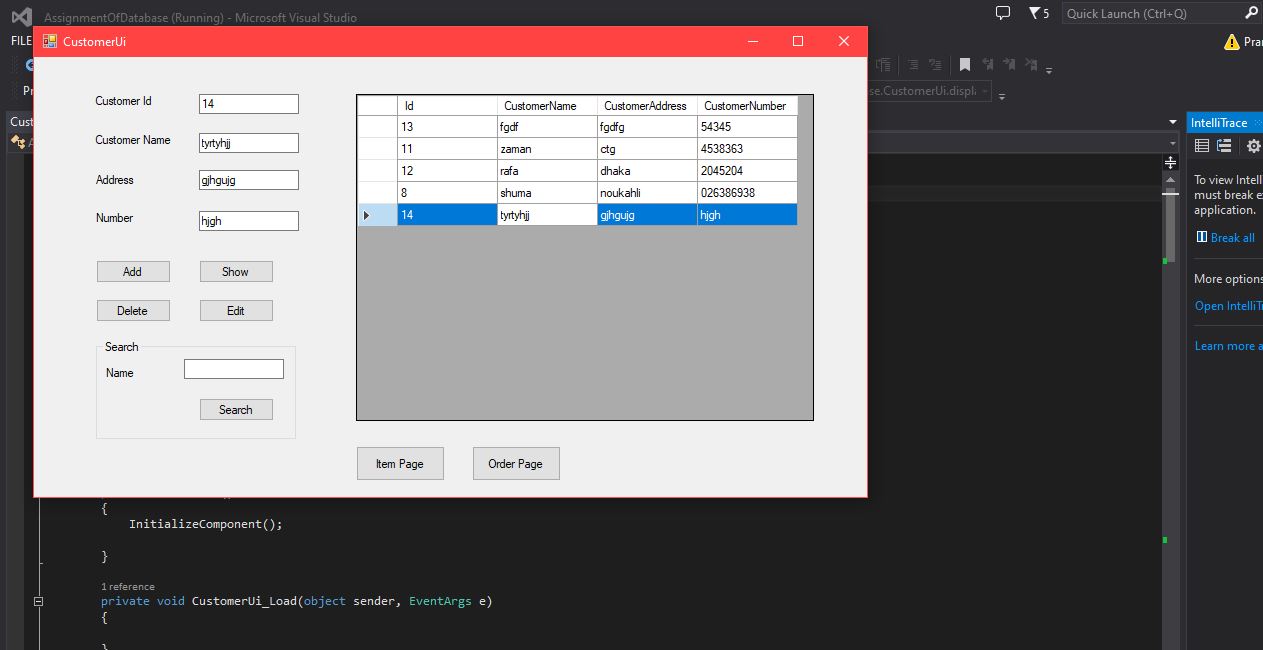 AssignmentOfDatabase (Running) - Microsoft Visual Studio
5
Quick Launch (Ctrl+Q)
FILE
CustomerUi
Customer Id
14
Customer Name
tyrtyhjj
Address
gjhgujg
Number
hjgh
Add
Show
Delete
Edit
Search
Name
Search
Id CustomerName CustomerAddress CustomerNumber
13 fgdf fgdfg 54345
11 zaman ctg 4538363
12 rafa dhaka 2045204
8 shuma noukahli 026386938
14 tyrtyhjj gjhgujg hjgh
Item Page
Order Page
se.CustomerUi.displ
IntelliTrace
To view Intell
must break e
application.
Break all
More options
Open IntelliT
Learn more a
{
InitializeComponent();
}
1 reference
private void CustomerUi_Load(object sender, EventArgs e)
{
}